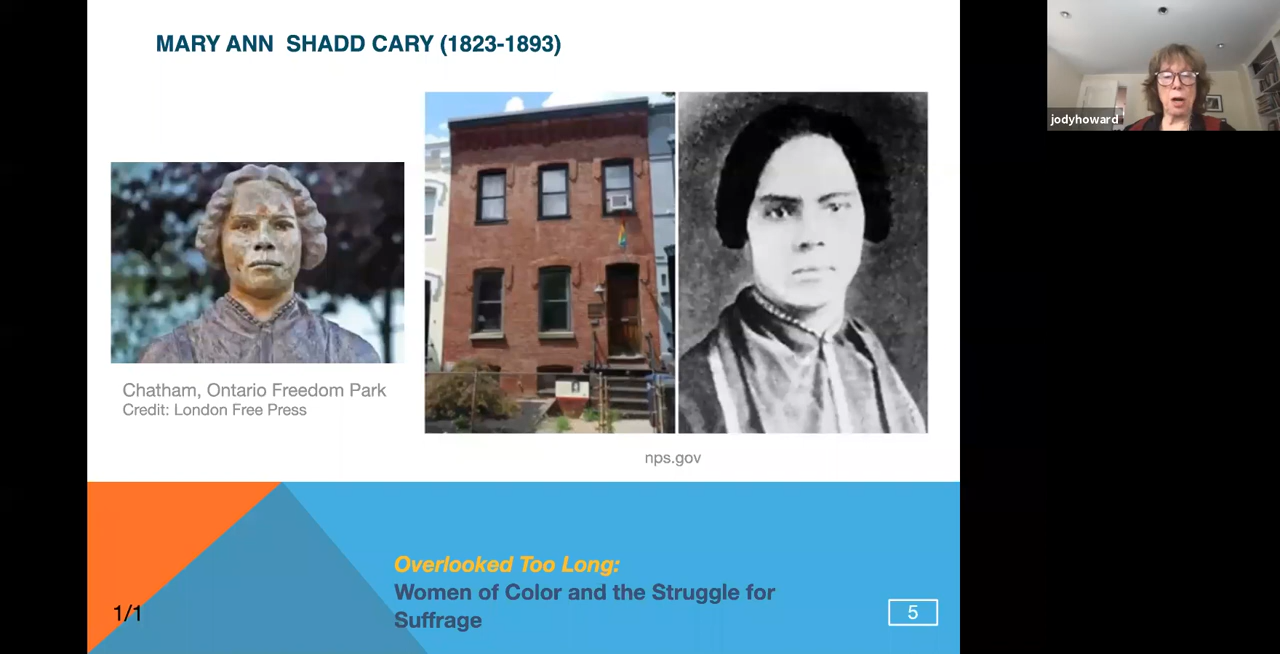 MARY ANN  SHADD CARY (1823-1893)
jodyhoward
Chatham, Ontario Freedom Park
Credit: London Free Press
nps.gov
Overlooked Too Long:
Women of Color and the Struggle for
Suffrage
1/1
5